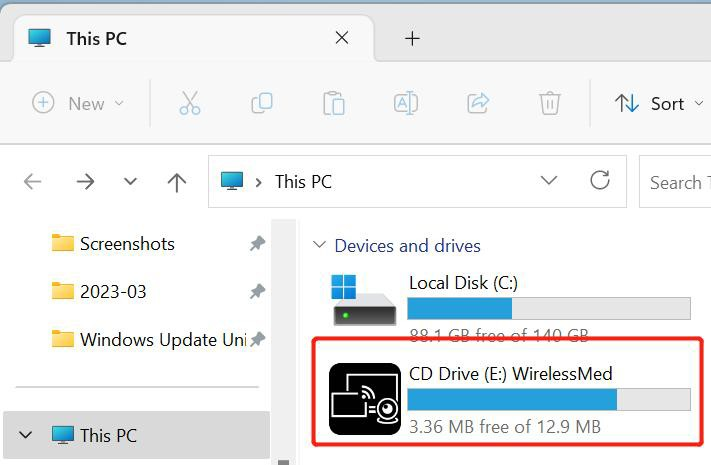 This PC
New
Sort
This PC
Search
Screenshots
2023-03
Windows Update Uni
This PC
Devices and drives
Local Disk (C:)
88.1 GB free of 140 GB
CD Drive (E:) WirelessMed
3.36 MB free of 12.9 MB